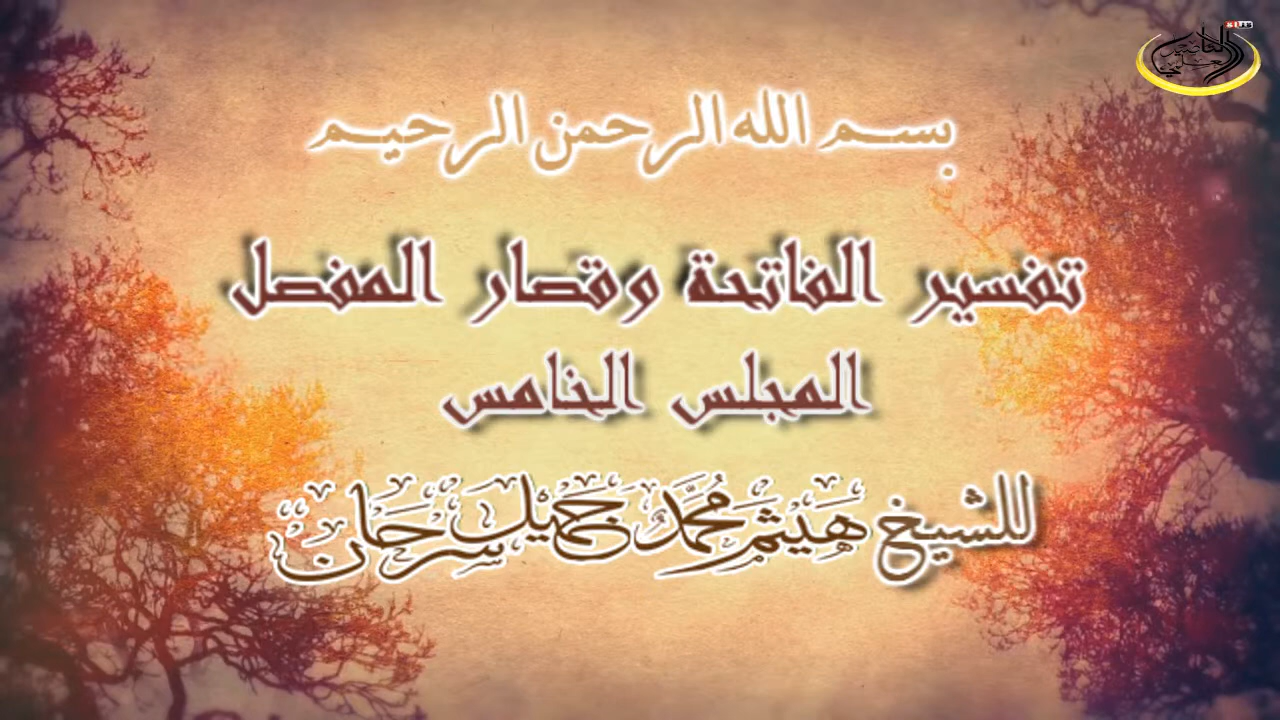 بسم الله الرحمن الرحيم
تفسير الفاتحة وقصار المفصل
المجلس الخامس
للشيخ هيثم محمد جميل سرحان